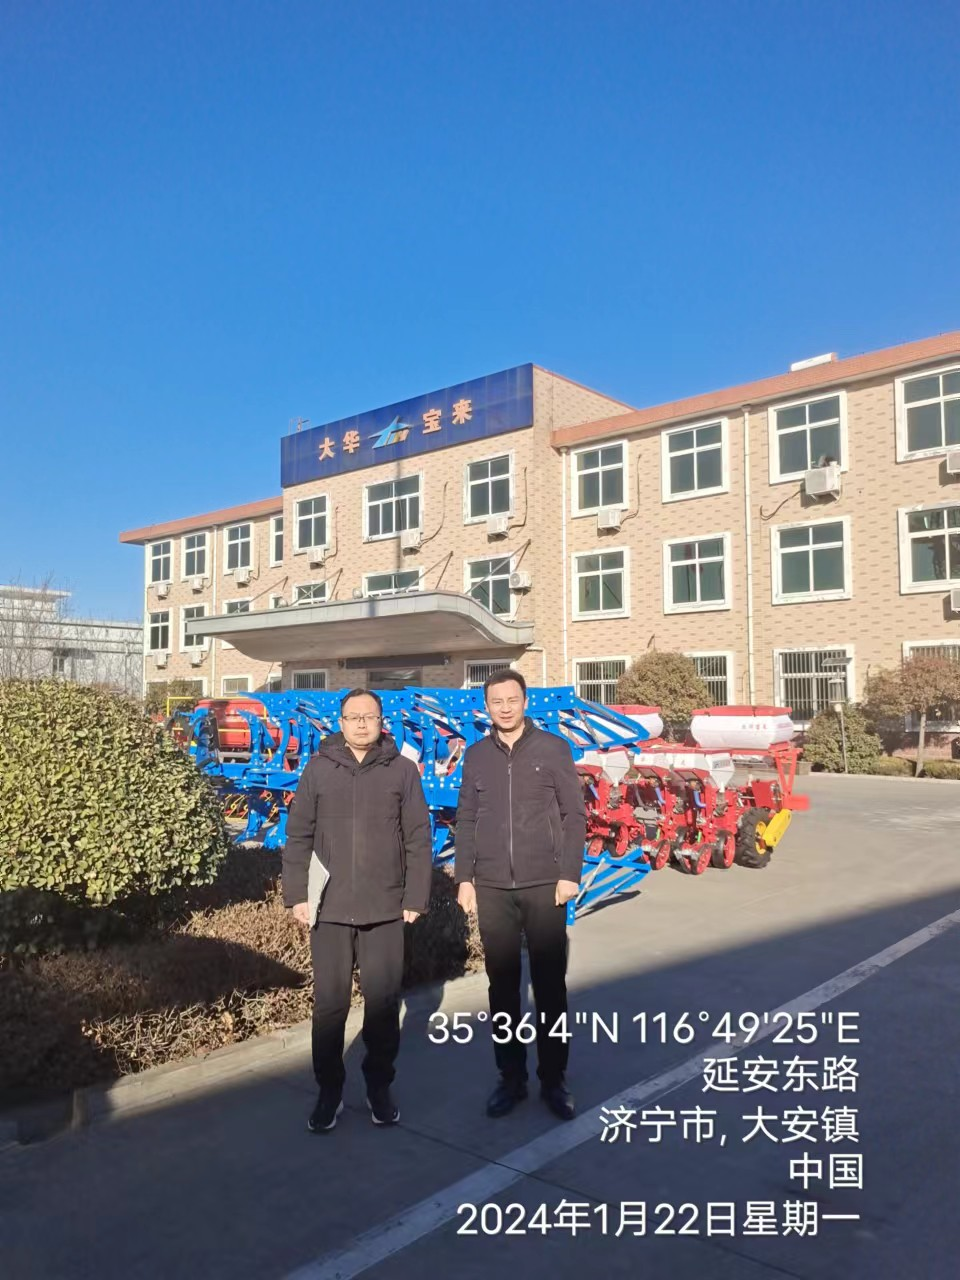 大华 宝来
35°36'4"N 116°49'25"E
延安东路
济宁市, 大安镇
中国
2024年1月22日星期一